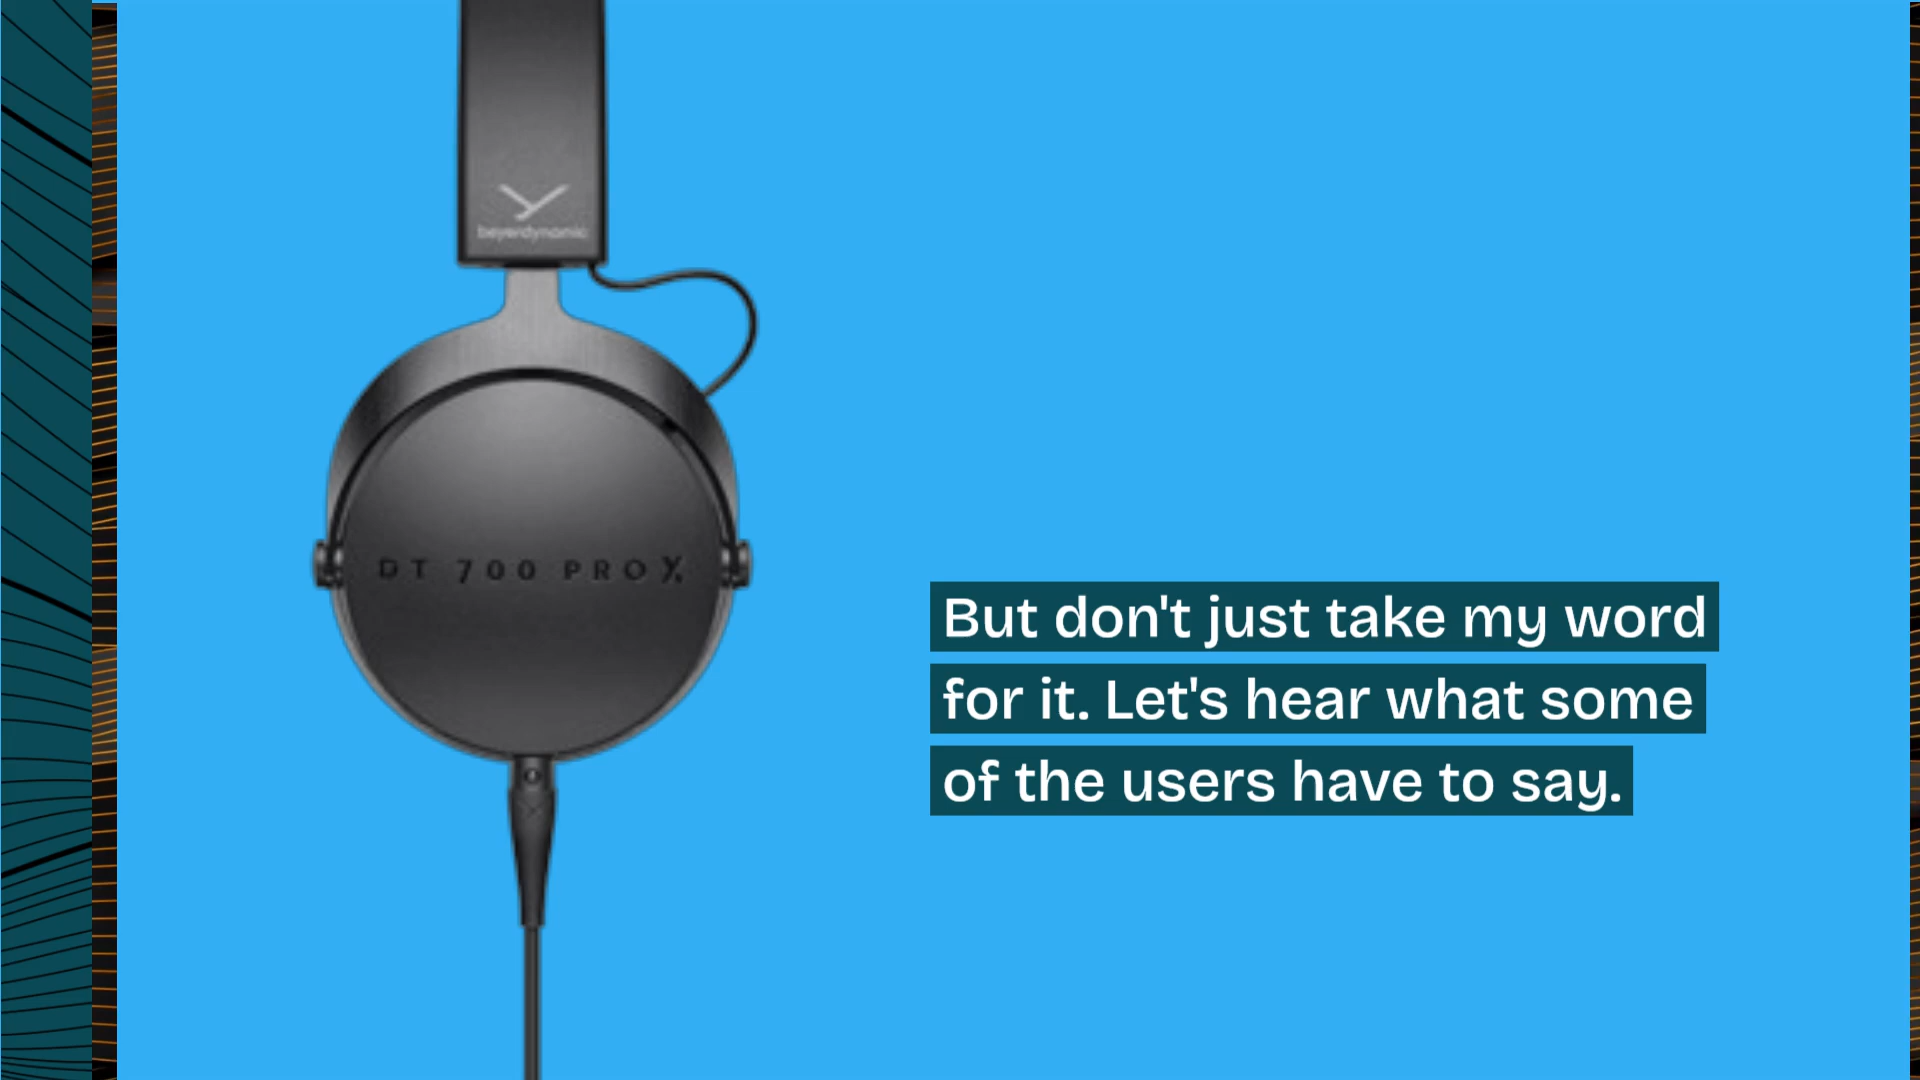 beyerdynamic
DT 700 PRO X
But don't just take my word
for it. Let's hear what some
of the users have to say.